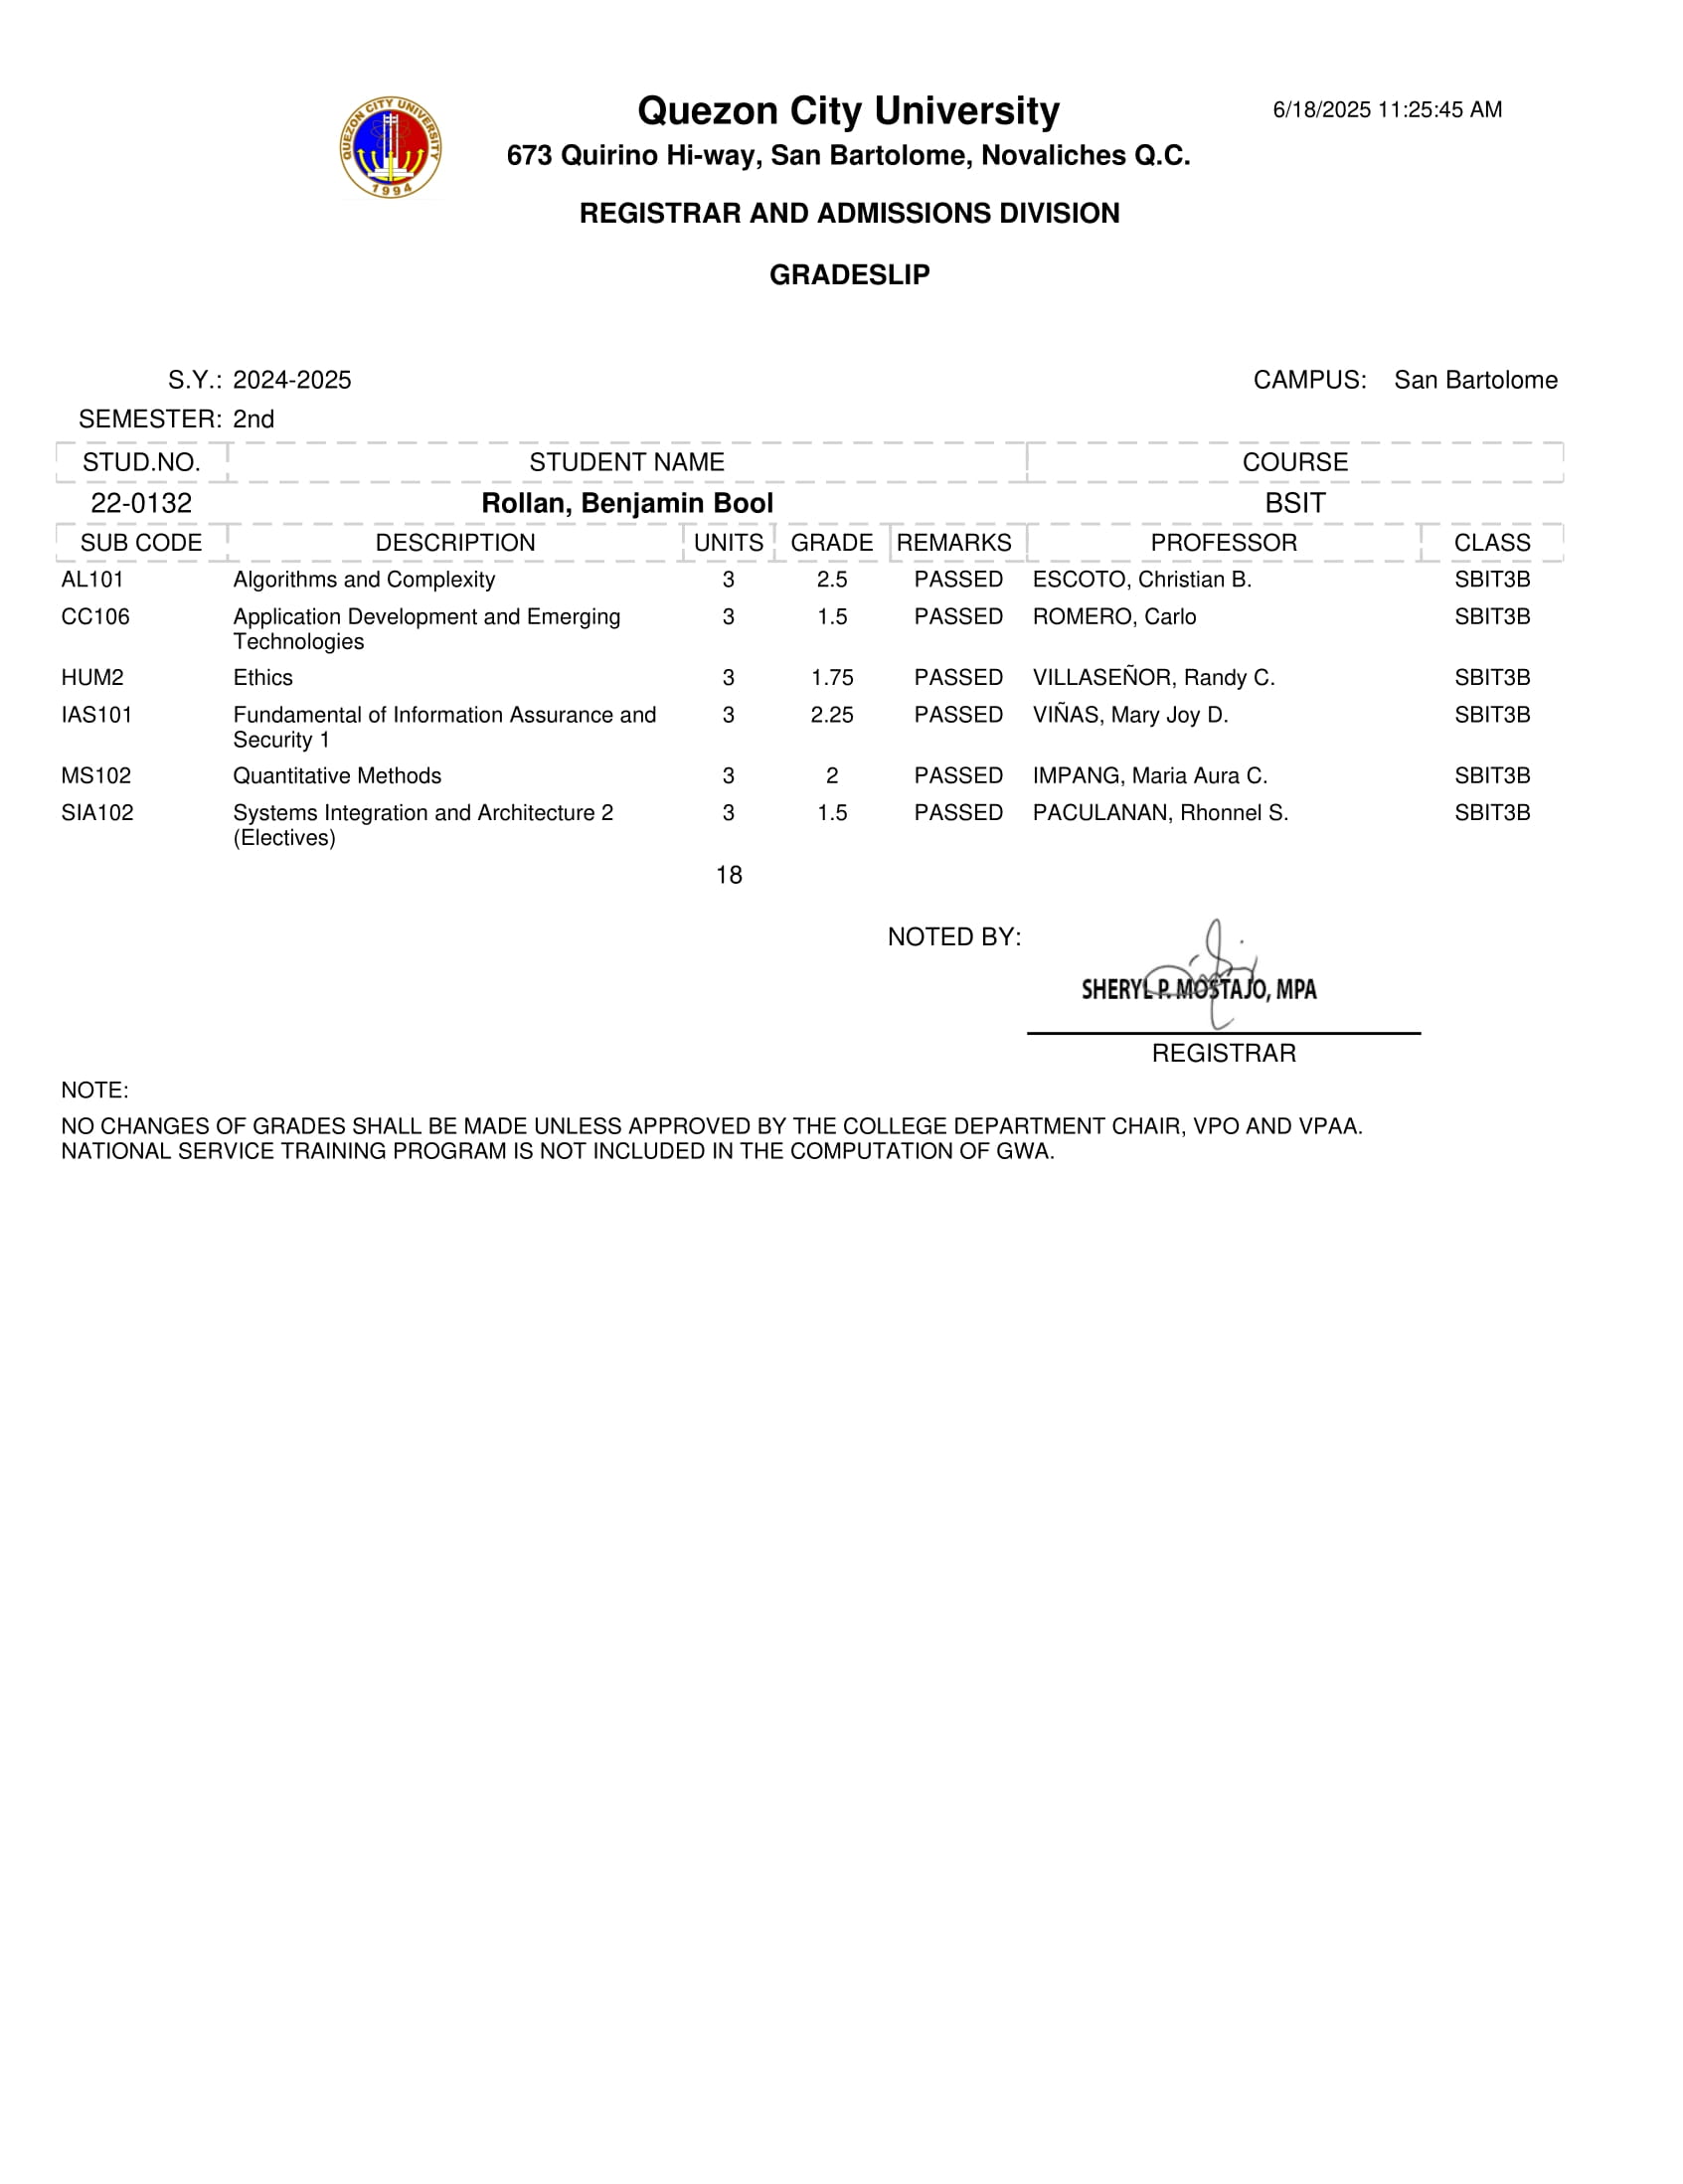 QUEZON CITY UNIVERSITY
1994
Quezon City University
6/18/2025 11:25:45 AM
673 Quirino Hi-way, San Bartolome, Novaliches Q.C.
REGISTRAR AND ADMISSIONS DIVISION
GRADESLIP
S.Y.: 2024-2025 CAMPUS: San Bartolome
SEMESTER: 2nd
STUD.NO. STUDENT NAME COURSE
22-0132 Rollan, Benjamin Bool BSIT
SUB CODE DESCRIPTION UNITS GRADE REMARKS PROFESSOR CLASS
AL101 Algorithms and Complexity 3 2.5 PASSED ESCOTO, Christian B. SBIT3B
CC106 Application Development and Emerging 3 1.5 PASSED ROMERO, Carlo SBIT3B
Technologies
HUM2 Ethics 3 1.75 PASSED VILLASEÑOR, Randy C. SBIT3B
IAS101 Fundamental of Information Assurance and 3 2.25 PASSED VIÑAS, Mary Joy D. SBIT3B
Security 1
MS102 Quantitative Methods 3 2 PASSED IMPANG, Maria Aura C. SBIT3B
SIA102 Systems Integration and Architecture 2 3 1.5 PASSED PACULANAN, Rhonnel S. SBIT3B
(Electives)
18
NOTED BY:
SHERYL P. MOSTAJO, MPA
REGISTRAR
NOTE:
NO CHANGES OF GRADES SHALL BE MADE UNLESS APPROVED BY THE COLLEGE DEPARTMENT CHAIR, VPO AND VPAA.
NATIONAL SERVICE TRAINING PROGRAM IS NOT INCLUDED IN THE COMPUTATION OF GWA.